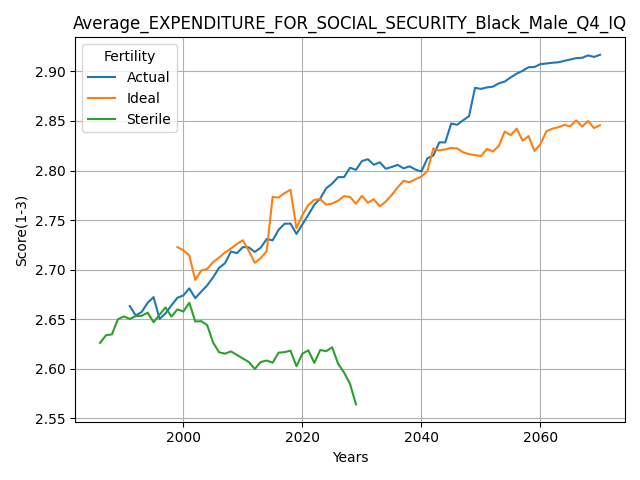 Average_EXPENDITURE_FOR_SOCIAL_SECURITY_Black_Male_Q4_IQ
Fertility
Actual
Ideal
Sterile
2.90
2.85
2.80
2.75
2.70
2.65
2.60
2.55
Score(1-3)
2000
2020
2040
2060
Years